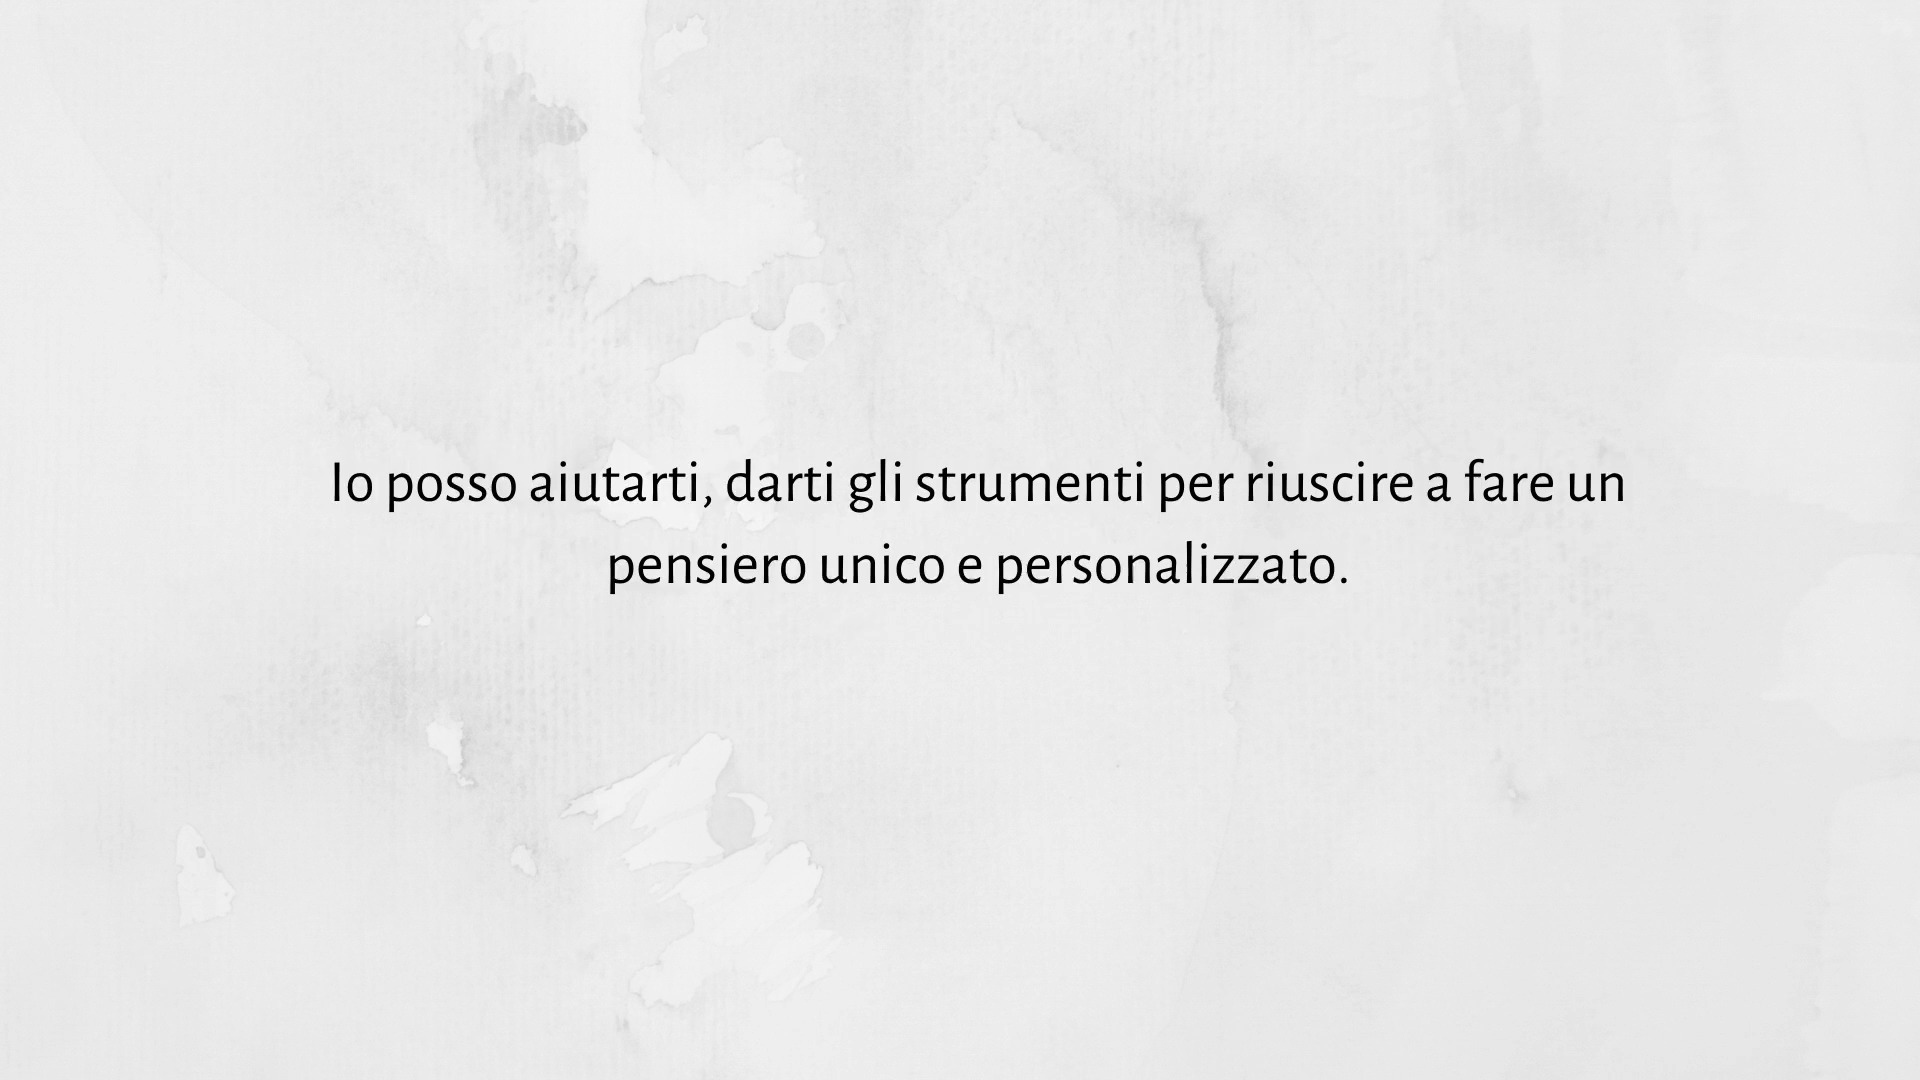 Io posso aiutarti, darti gli strumenti per riuscire a fare un
pensiero unico e personalizzato.